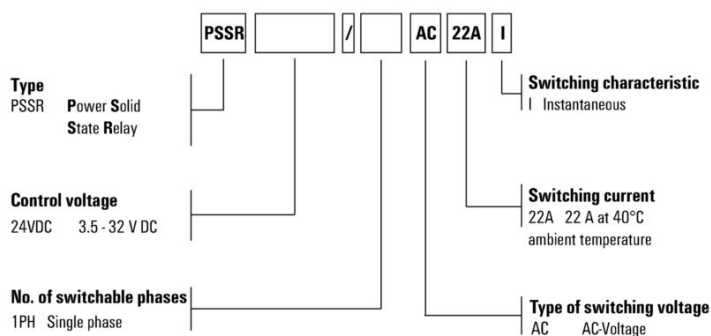 PSSR / AC 22A I
Type
PSSR Power Solid
State Relay
Control voltage
24VDC 3.5 - 32 V DC
No. of switchable phases
1PH Single phase
Switching characteristic
I Instantaneous
Switching current
22A 22 A at 40°C
ambient temperature
Type of switching voltage
AC AC-Voltage